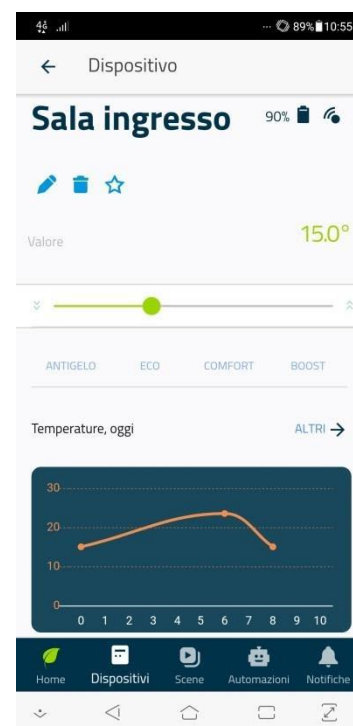 4G ... 89% 10:55
Dispositivo
Sala ingresso 90%
Valore 15.0°
ANTIGELO ECO COMFORT BOOST
Temperature, oggi ALTRI
30
20
10
0
0 1 2 3 4 5 6 7 8 9 10
Home Dispositivi Scene Automazioni Notifiche